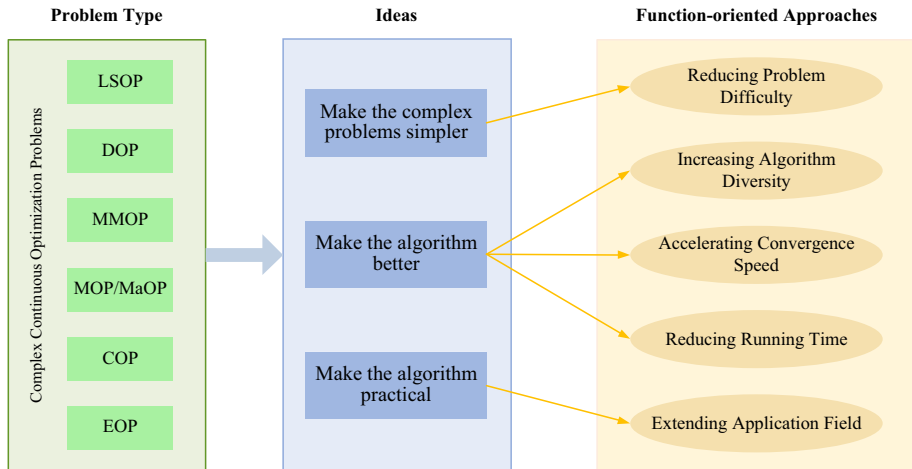 Problem Type
Complex Continuous Optimization Problems
LSOP
DOP
MMOP
MOP/MaOP
COP
EOP
Ideas
Make the complex
problems simpler
Make the algorithm
better
Make the algorithm
practical
Function-oriented Approaches
Reducing Problem
Difficulty
Increasing Algorithm
Diversity
Accelerating Convergence
Speed
Reducing Running Time
Extending Application Field